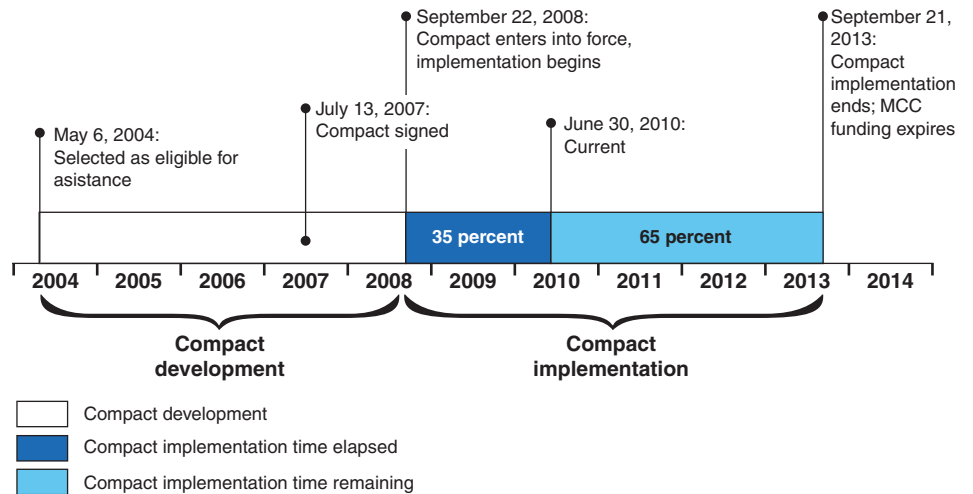 September 22, 2008:
Compact enters into force,
implementation begins
September 21,
2013:
Compact
implementation
ends; MCC
funding expires
July 13, 2007:
Compact signed
May 6, 2004:
Selected as eligible for
asistance
June 30, 2010:
Current
35 percent
65 percent
2004 2005 2006 2007 2008 2009 2010 2011 2012 2013 2014
Compact
development
Compact
implementation
Compact development
Compact implementation time elapsed
Compact implementation time remaining